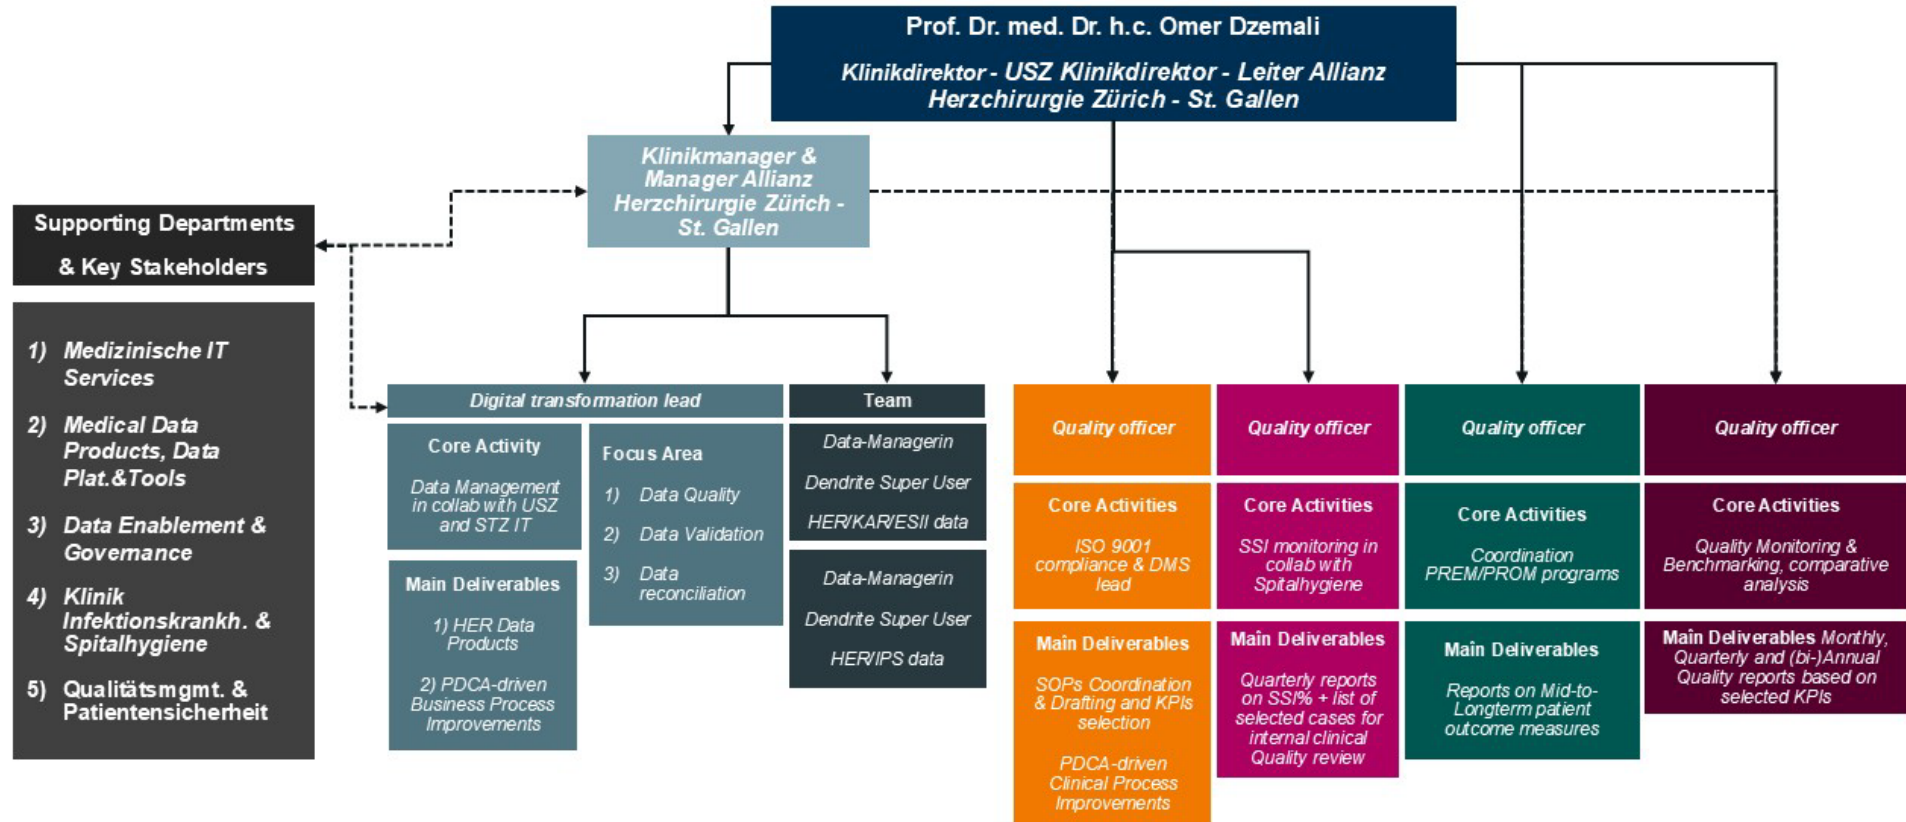 Prof. Dr. med. Dr. h.c. Omer Dzemali
Klinikdirektor - USZ Klinikdirektor - Leiter Allianz
Herzchirurgie Zürich - St. Gallen
Klinikmanager &
Manager Allianz
Herzchirurgie Zürich -
St. Gallen
Supporting Departments
& Key Stakeholders
1) Medizinische IT
Services
2) Medical Data
Products, Data
Plat.&Tools
3) Data Enablement &
Governance
4) Klinik
Infektionskrankh. &
Spitalhygiene
5) Qualitätsmgmt. &
Patientensicherheit
Digital transformation lead
Core Activity
Data Management
in collab with USZ
and STZ IT
Main Deliverables
1) HER Data
Products
2) PDCA-driven
Business Process
Improvements
Focus Area
1) Data Quality
2) Data Validation
3) Data
reconciliation
Team
Data-Managerin
Dendrite Super User
HER/KAR/ESII data
Data-Managerin
Dendrite Super User
HER/IPS data
Quality officer
Core Activities
ISO 9001
compliance & DMS
lead
Main Deliverables
SOPs Coordination
& Drafting and KPIs
selection
PDCA-driven
Clinical Process
Improvements
Quality officer
Core Activities
SSI monitoring in
collab with
Spitalhygiene
Main Deliverables
Quarterly reports
on SSI% + list of
selected cases for
internal clinical
Quality review
Quality officer
Core Activities
Coordination
PREM/PROM programs
Main Deliverables
Reports on Mid-to-
Longterm patient
outcome measures
Quality officer
Core Activities
Quality Monitoring &
Benchmarking, comparative
analysis
Main Deliverables Monthly,
Quarterly and (bi-)Annual
Quality reports based on
selected KPIs